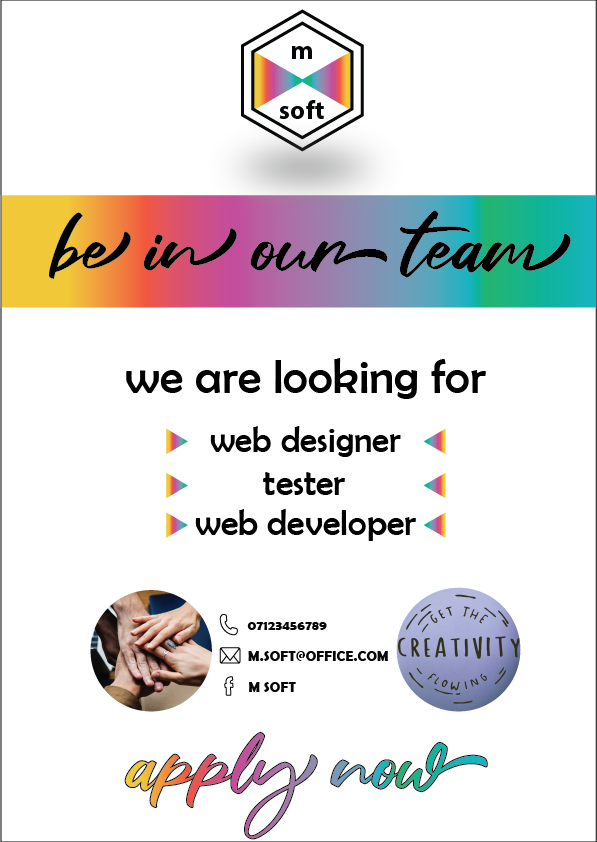 m
soft
be in our team
we are looking for
web designer
tester
web developer
07123456789
M.SOFT@OFFICE.COM
M SOFT
GET THE
CREATIVITY
FLOWING
apply now